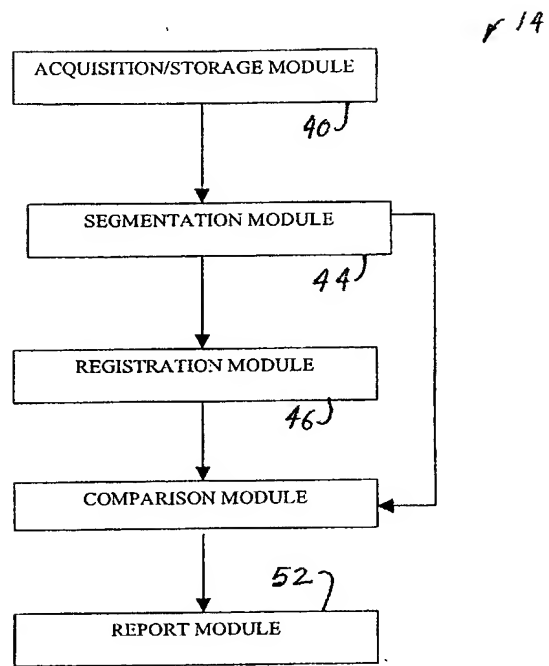 14
ACQUISITION/STORAGE MODULE
40
SEGMENTATION MODULE
44
REGISTRATION MODULE
46
COMPARISON MODULE
52
REPORT MODULE